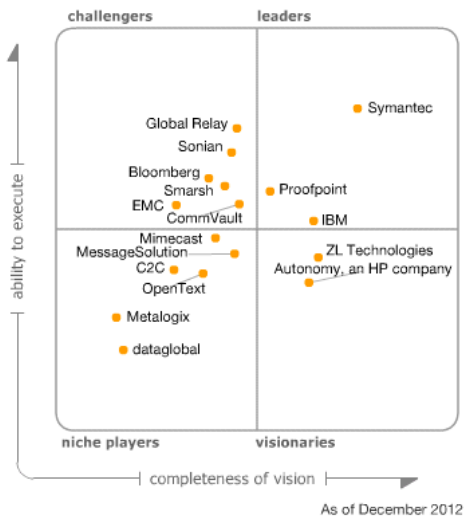 challengers
leaders
Symantec
Global Relay
Sonian
Bloomberg
Smarsh
Proofpoint
EMC
CommVault
IBM
ability to execute
Mimecast
MessageSolution
ZL Technologies
C2C
Autonomy, an HP company
OpenText
Metalogix
dataglobal
niche players
visionaries
completeness of vision
As of December 2012